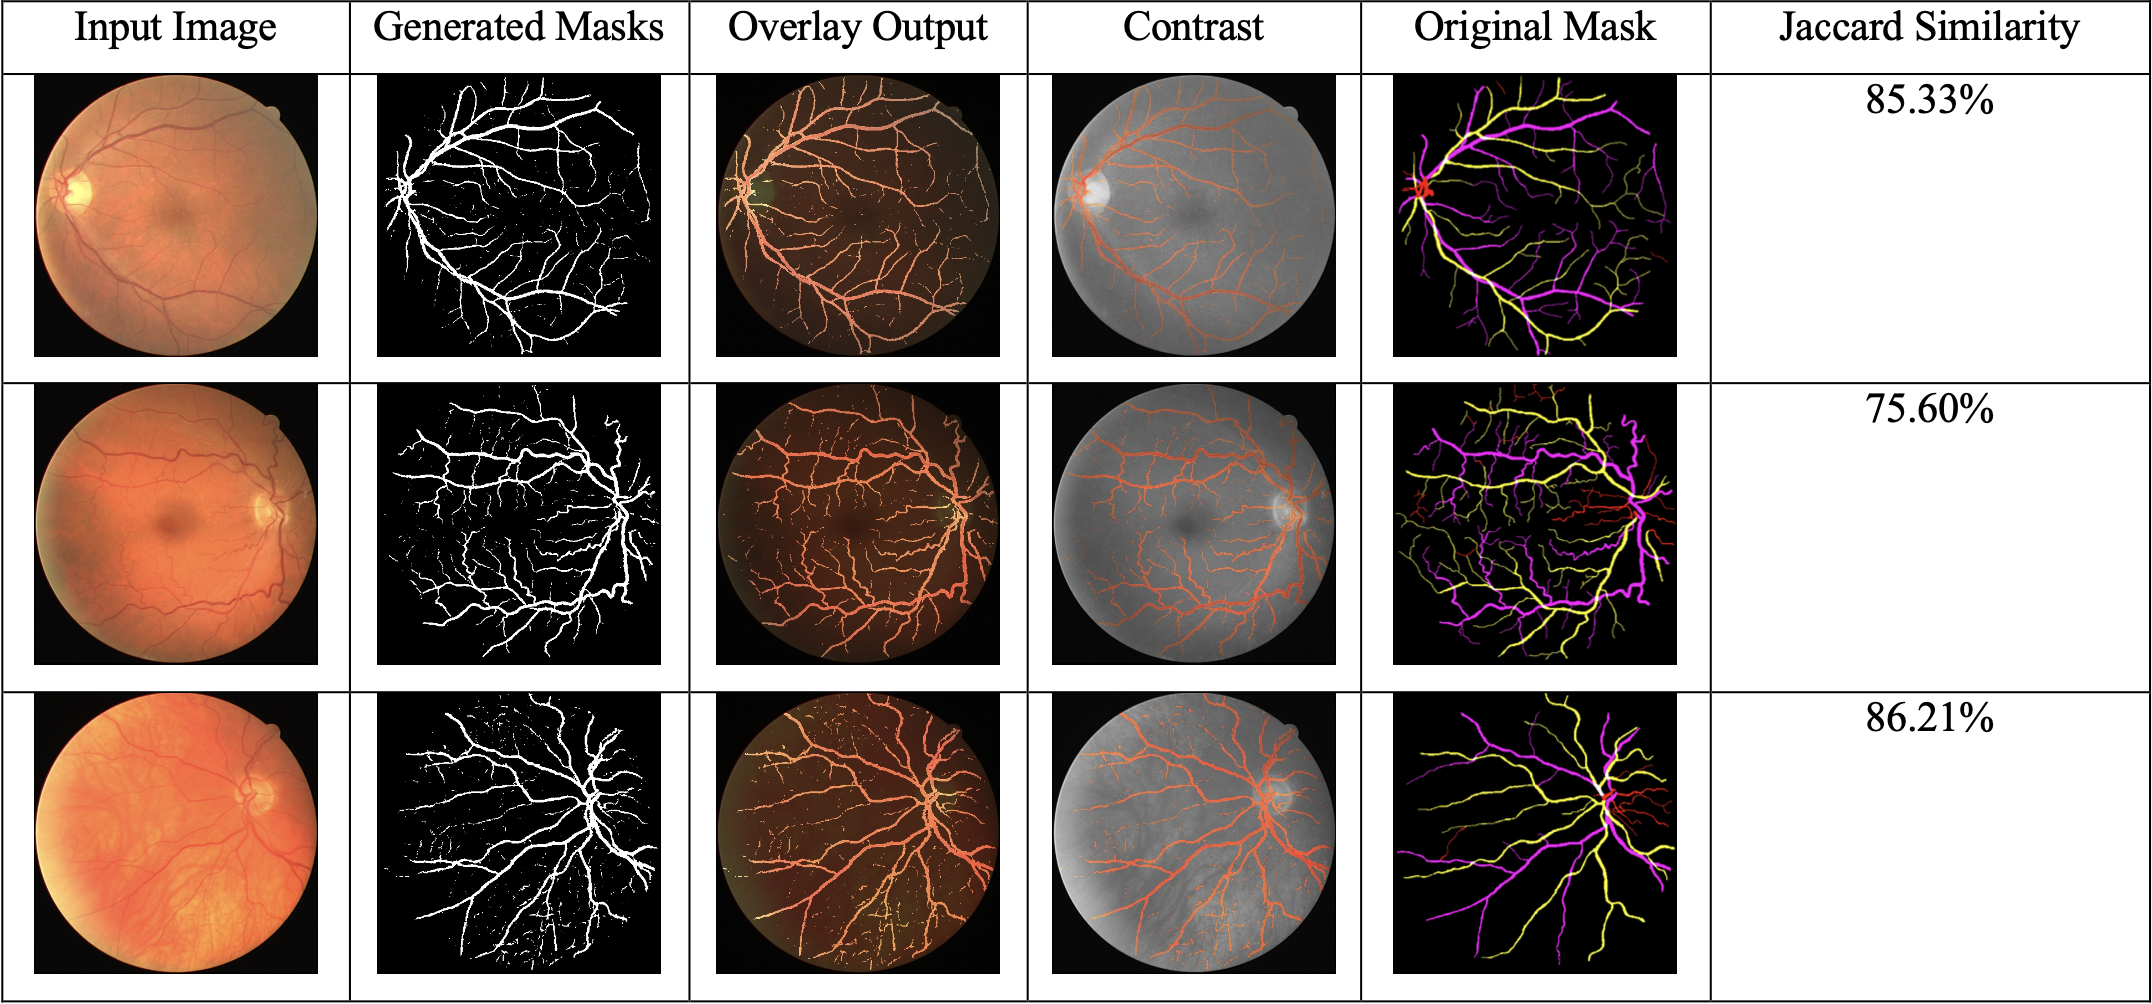 Input Image
Generated Masks
Overlay Output
Contrast
Original Mask
Jaccard Similarity
85.33%
75.60%
86.21%